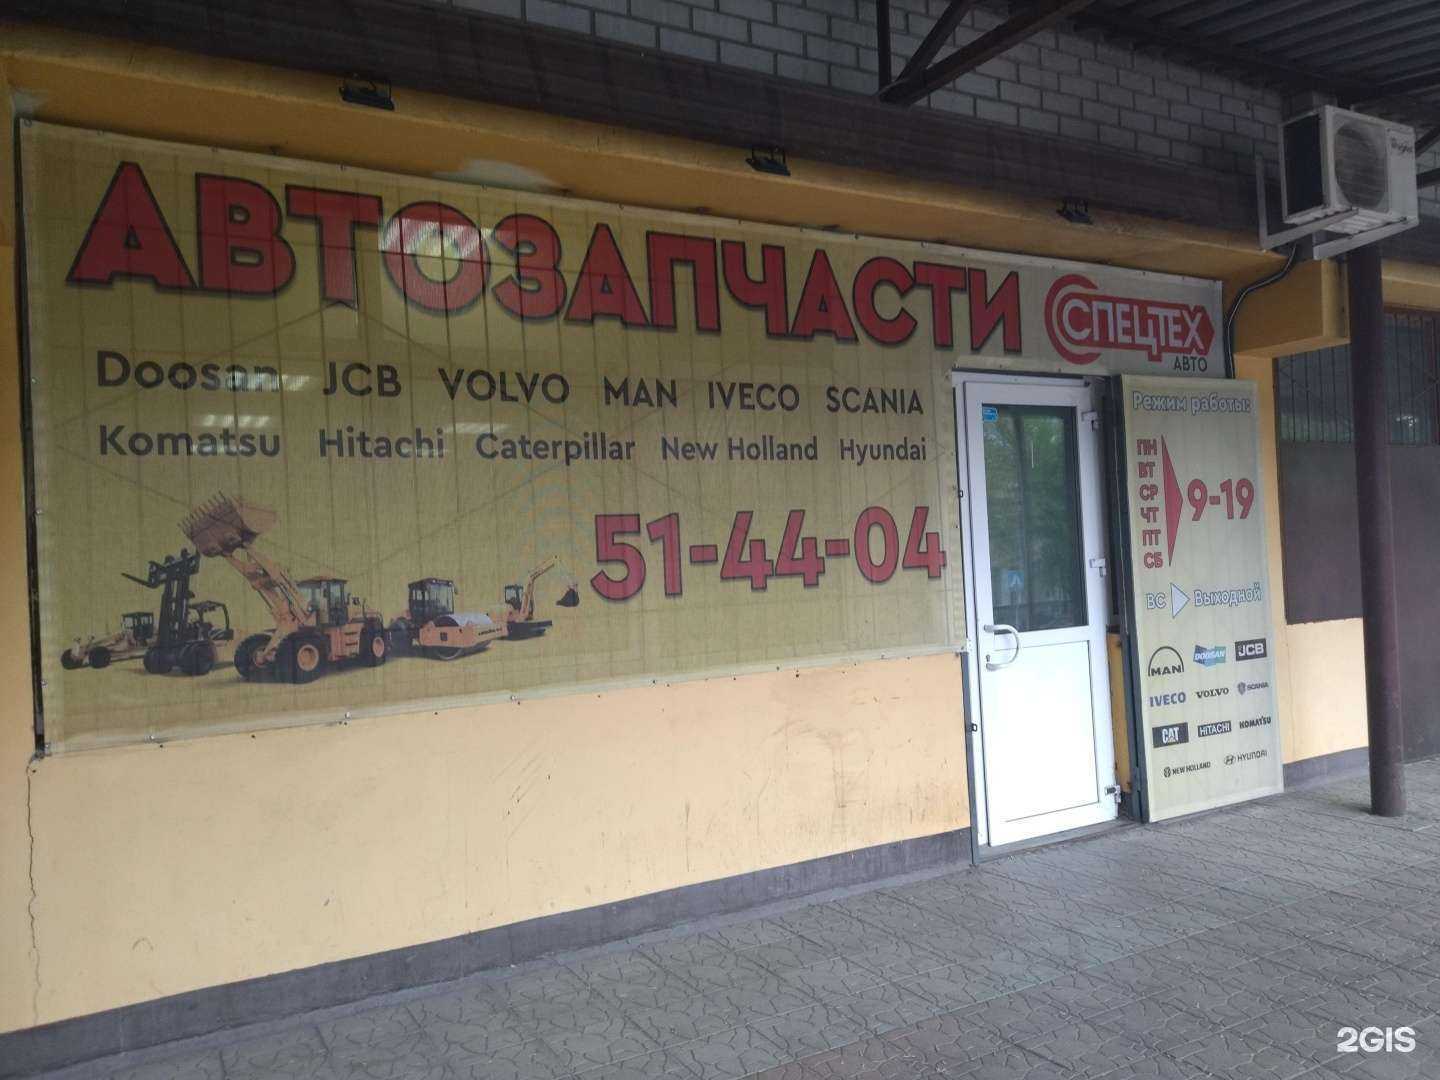 АВТОЗАПЧАСТИ
СПЕЦТЕХ
АВТО
Doosan JCB VOLVO MAN IVECO SCANIA
Komatsu Hitachi Caterpillar New Holland Hyundai
51-44-04
Режим работы:
ПН
ВТ
СР
ЧТ
ПТ
СБ
9-19
ВС Выходной
MAN DOOSAN JCB
IVECO VOLVO SCANIA
CAT HITACHI KOMATSU
NEW HOLLAND HYUNDAI
2GIS